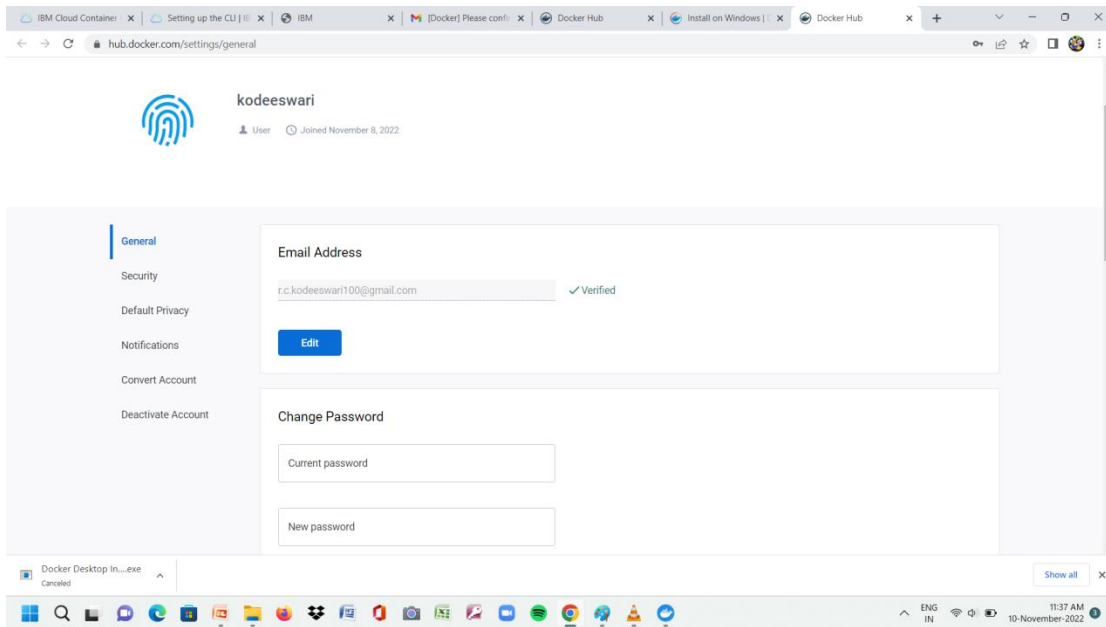 IBM Cloud Container
Setting up the CLI | IE
IBM
[Docker] Please confi
Docker Hub
Install on Windows |
Docker Hub
hub.docker.com/settings/general
kodeeswari
User
Joined November 8, 2022
General
Security
Default Privacy
Notifications
Convert Account
Deactivate Account
Email Address
r.c.kodeeswari100@gmail.com
Verified
Edit
Change Password
Current password
New password
Docker Desktop In....exe
Canceled
Show all
ENG
IN
11:37 AM
10-November-2022
3